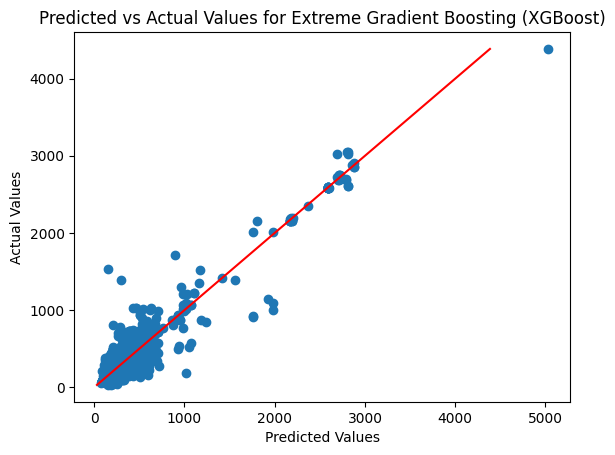 Predicted vs Actual Values for Extreme Gradient Boosting (XGBoost)
4000
3000
2000
1000
0
Actual Values
0 1000 2000 3000 4000 5000
Predicted Values